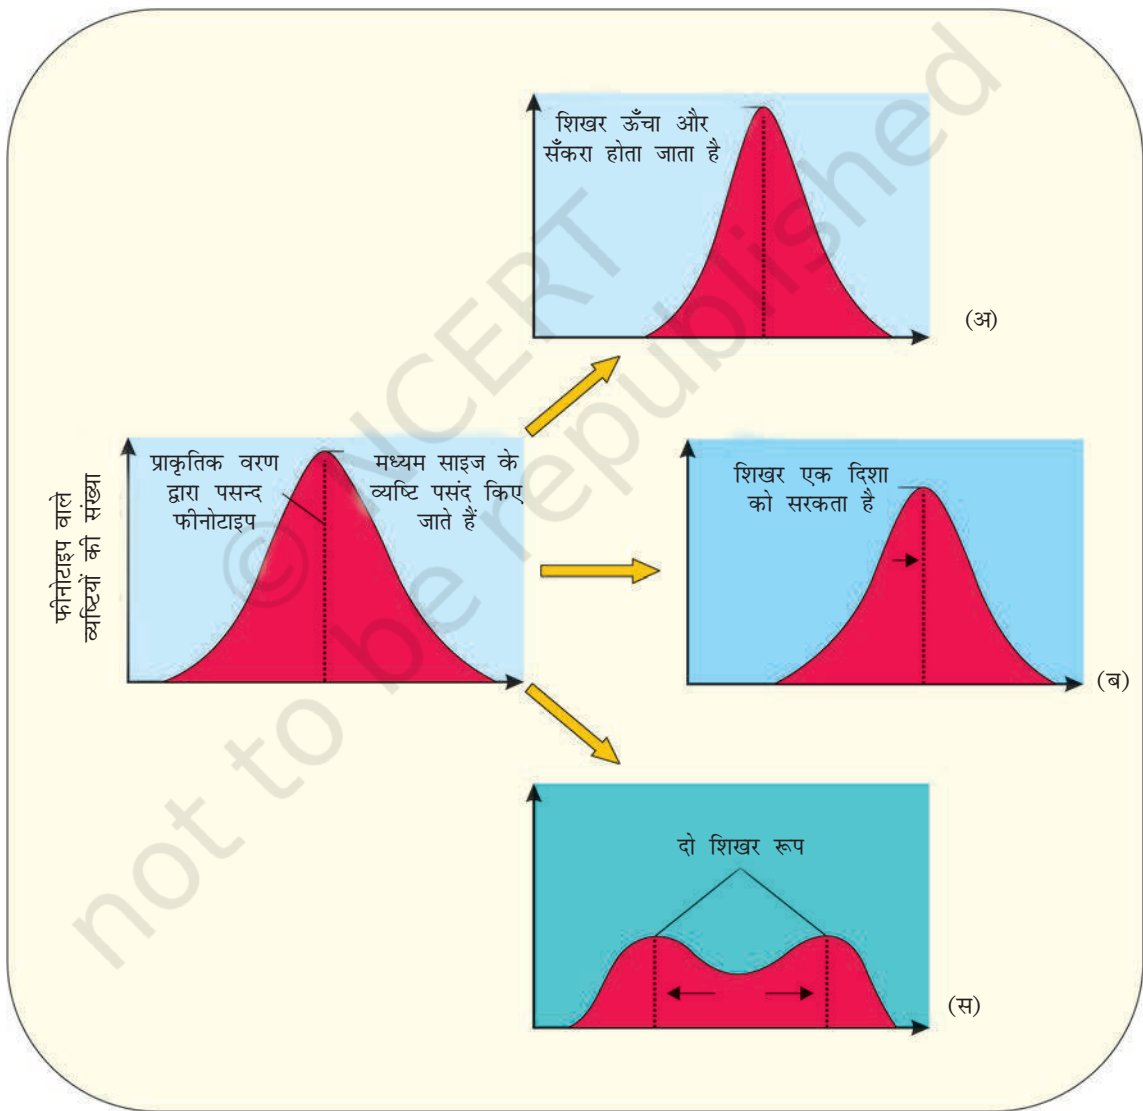 शिखर ऊँचा और
सँकरा होता जाता है
(अ)
फीनोटाइप वाले
व्यष्टियों की संख्या
प्राकृतिक वरण
द्वारा पसन्द
फीनोटाइप
मध्यम साइज के
व्यष्टि पसंद किए
जाते हैं
शिखर एक दिशा
को सरकता है
(ब)
दो शिखर रूप
(स)
© NCERT
not to be republished